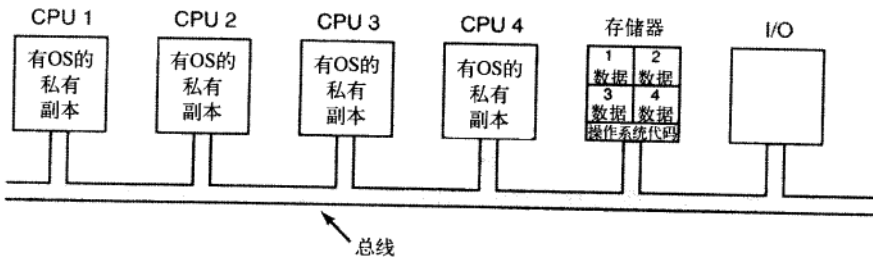 CPU 1
有OS的
私有
副本
CPU 2
有OS的
私有
副本
CPU 3
有OS的
私有
副本
CPU 4
有OS的
私有
副本
存储器
1 2
数据 数据
3 4
数据 数据
操作系统代码
I/O
总线